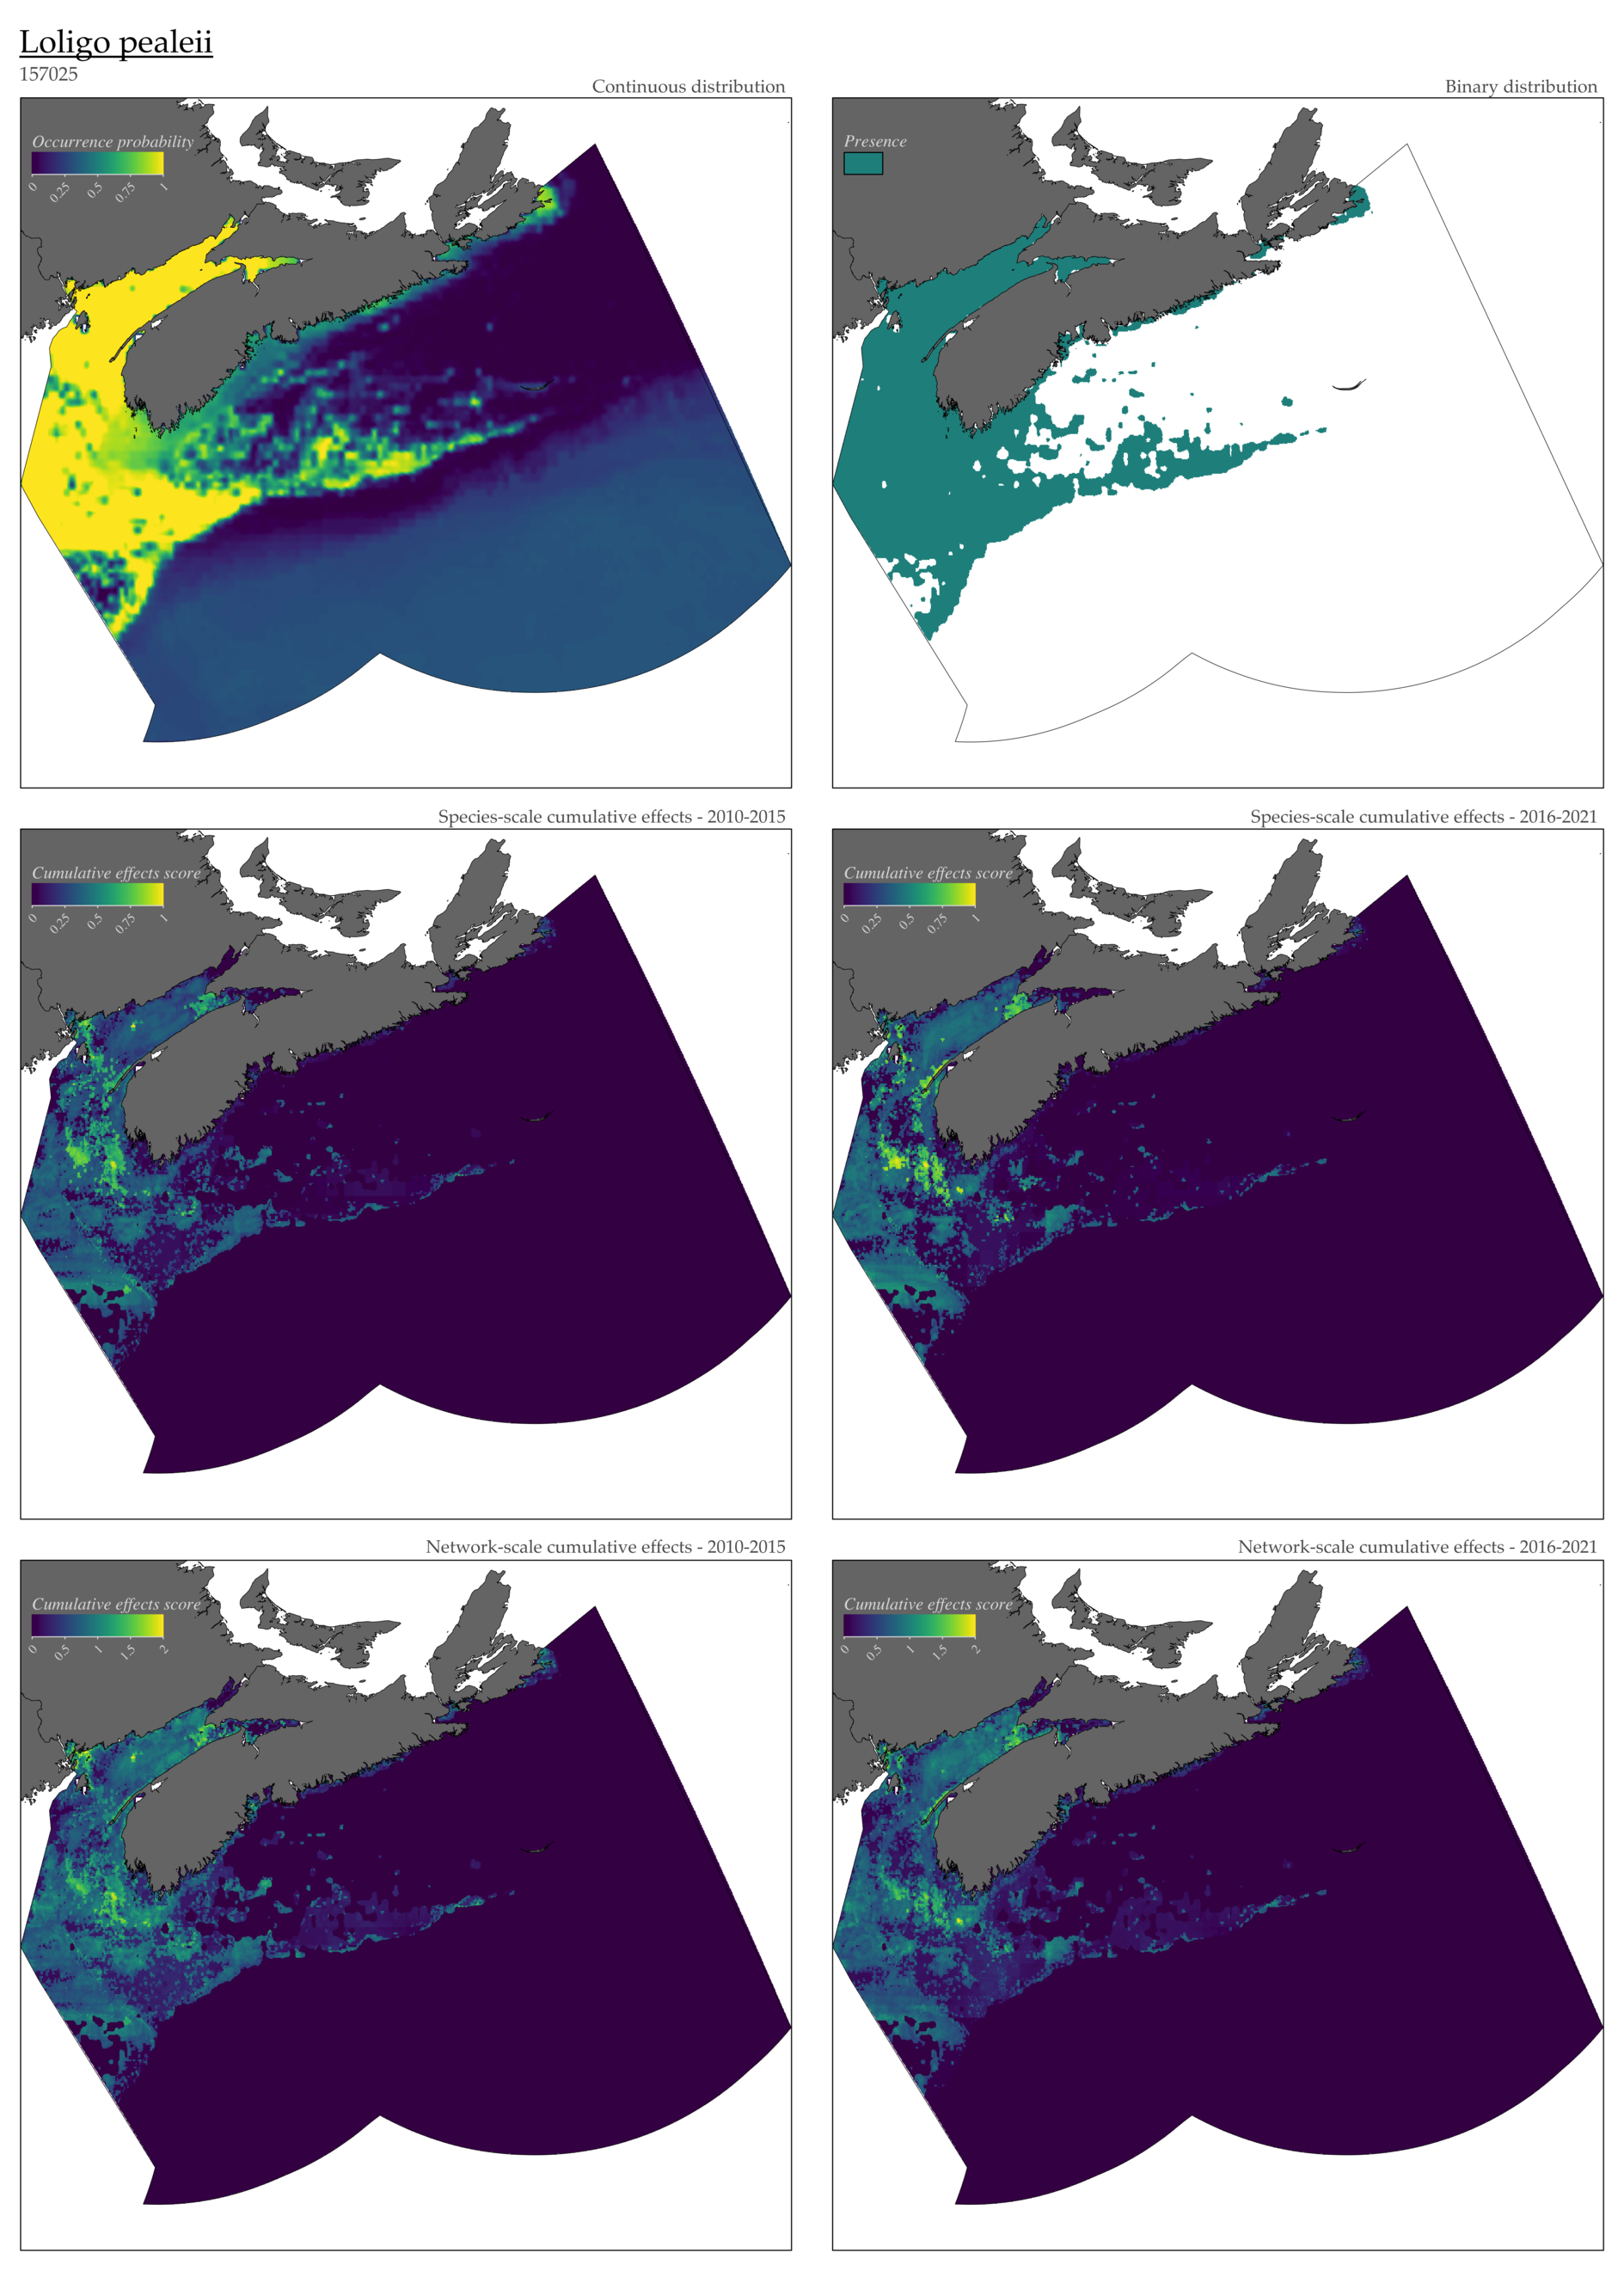 Loligo pealeii
157025
Continuous distribution
Occurrence probability
0 0.25 0.5 0.75 1
Binary distribution
Presence
Species-scale cumulative effects - 2010-2015
Cumulative effects score
0 0.25 0.5 0.75 1
Species-scale cumulative effects - 2016-2021
Cumulative effects score
0 0.25 0.5 0.75 1
Network-scale cumulative effects - 2010-2015
Cumulative effects score
0 0.5 1 1.5 2
Network-scale cumulative effects - 2016-2021
Cumulative effects score
0 0.5 1 1.5 2